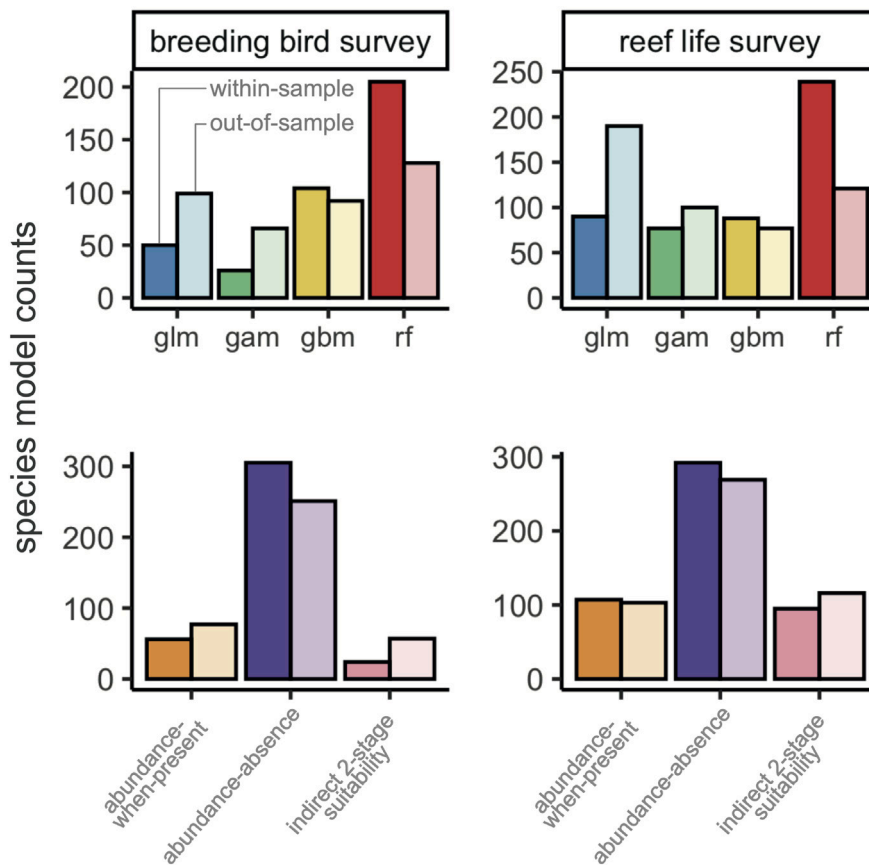 breeding bird survey
reef life survey
species model counts
200
150
100
50
0
within-sample
out-of-sample
glm gam gbm rf
250
200
150
100
50
0
glm gam gbm rf
300
200
100
0
abundance-
when-present
abundance-absence
indirect 2-stage
suitability
300
200
100
0
abundance-
when-present
abundance-absence
indirect 2-stage
suitability